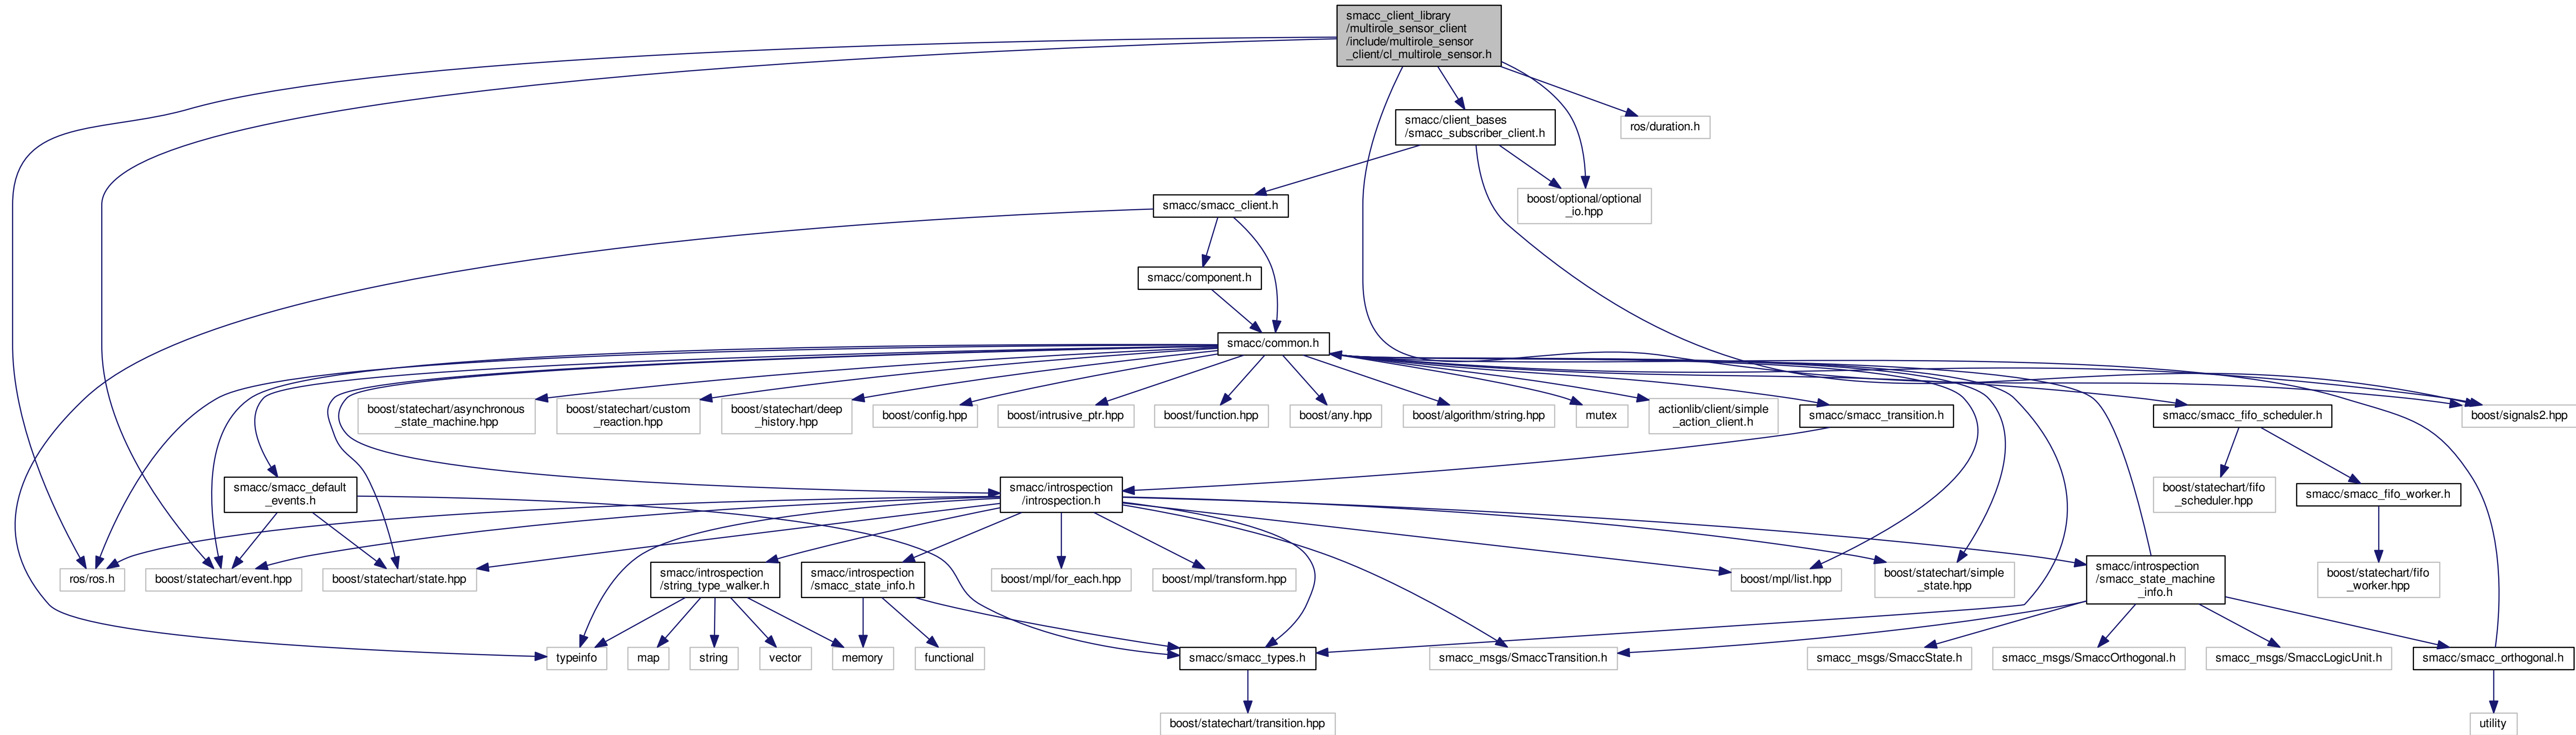 smacc_client_library
/multirole_sensor_client
/include/multirole_sensor
_client/cl_multirole_sensor.h
smacc/client_bases
/smacc_subscriber_client.h
ros/duration.h
smacc/smacc_client.h
boost/optional/optional
_io.hpp
smacc/component.h
smacc/common.h
boost/statechart/asynchronous
_state_machine.hpp
boost/statechart/custom
_reaction.hpp
boost/statechart/deep
_history.hpp
boost/config.hpp
boost/intrusive_ptr.hpp
boost/function.hpp
boost/any.hpp
boost/algorithm/string.hpp
mutex
actionlib/client/simple
_action_client.h
smacc/smacc_transition.h
smacc/smacc_fifo_scheduler.h
boost/signals2.hpp
smacc/smacc_default
_events.h
smacc/introspection
/introspection.h
boost/statechart/fifo
_scheduler.hpp
smacc/smacc_fifo_worker.h
ros/ros.h
boost/statechart/event.hpp
boost/statechart/state.hpp
smacc/introspection
/string_type_walker.h
smacc/introspection
/smacc_state_info.h
boost/mpl/for_each.hpp
boost/mpl/transform.hpp
boost/mpl/list.hpp
boost/statechart/simple
_state.hpp
smacc/introspection
/smacc_state_machine
_info.h
boost/statechart/fifo
_worker.hpp
typeinfo
map
string
vector
memory
functional
smacc/smacc_types.h
smacc_msgs/SmaccTransition.h
smacc_msgs/SmaccState.h
smacc_msgs/SmaccOrthogonal.h
smacc_msgs/SmaccLogicUnit.h
smacc/smacc_orthogonal.h
boost/statechart/transition.hpp
utility